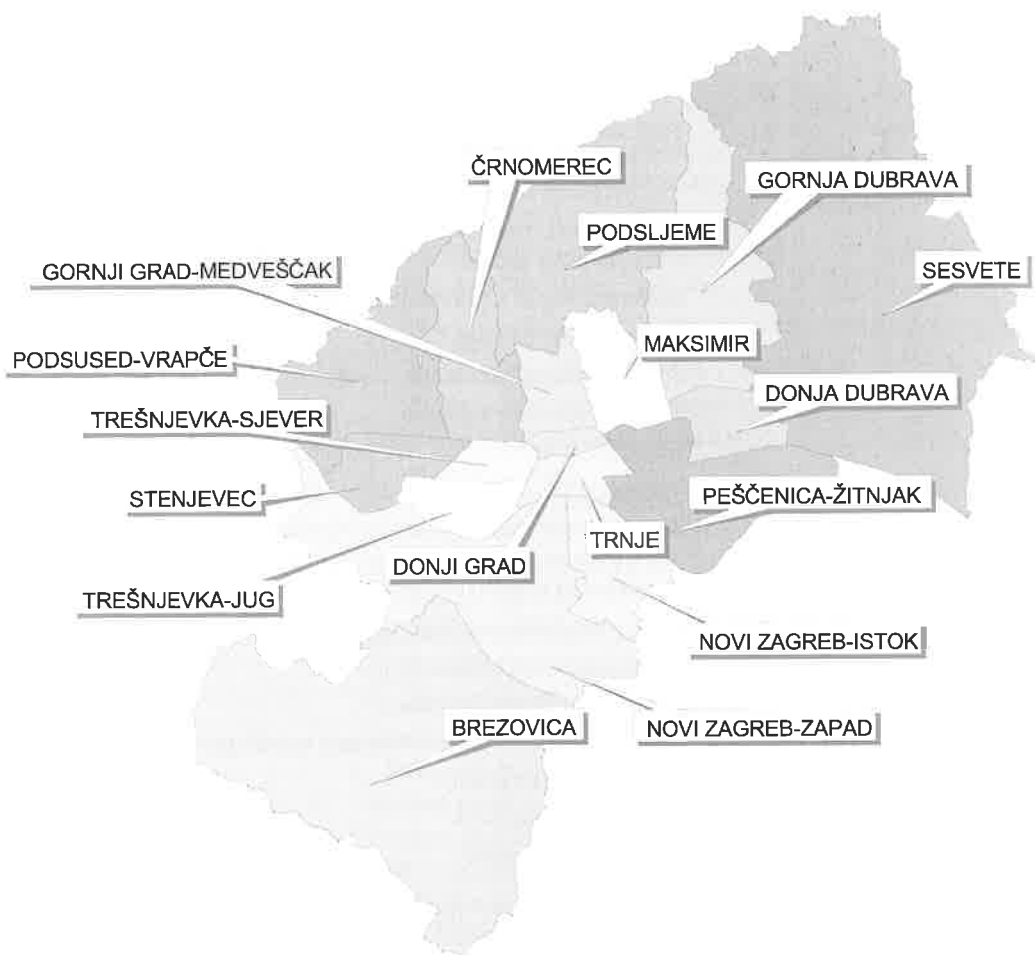 ČRNOMEREC
GORNJA DUBRAVA
PODSLJEME
GORNJI GRAD-MEDVEŠČAK
SESVETE
MAKSIMIR
PODSUSED-VRAPČE
DONJA DUBRAVA
TREŠNJEVKA-SJEVER
STENJEVEC
PEŠČENICA-ŽITNJAK
TRNJE
DONJI GRAD
TREŠNJEVKA-JUG
NOVI ZAGREB-ISTOK
BREZOVICA
NOVI ZAGREB-ZAPAD